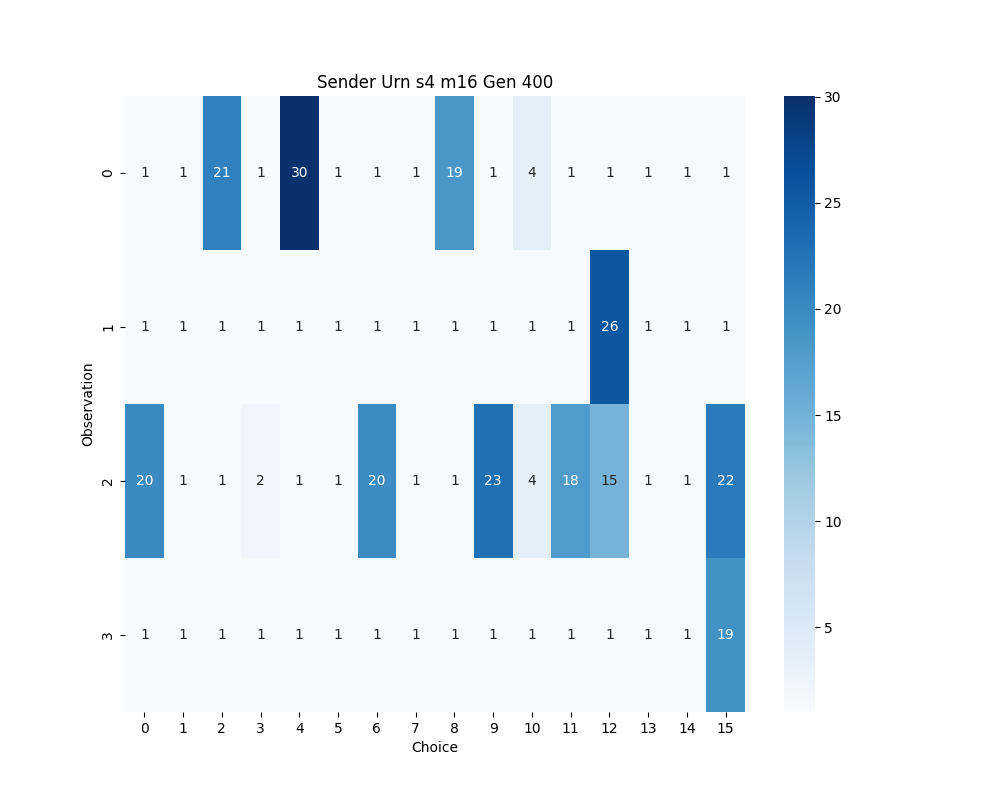 Sender Urn s4 m16 Gen 400
0 1 1 21 1 30 1 1 1 19 1 4 1 1 1 1 1
1 1 1 1 1 1 1 1 1 1 1 1 1 26 1 1 1
2 20 1 1 2 1 1 20 1 1 23 4 18 15 1 1 22
3 1 1 1 1 1 1 1 1 1 1 1 1 1 1 1 19
0 1 2 3 4 5 6 7 8 9 10 11 12 13 14 15
Choice
Observation
30
25
20
15
10
5